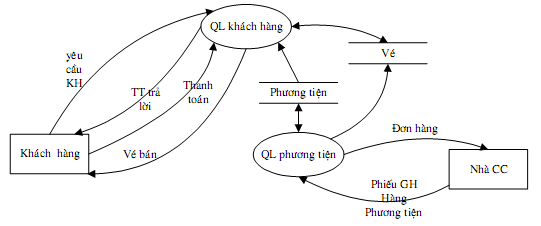 QL khách hàng
yêu
cầu
KH
Vé
TT trả
lời
Thanh
toán
Phương tiện
Đơn hàng
Khách hàng
Vé bán
QL phương tiện
Nhà CC
Phiếu GH
Hàng
Phương tiện